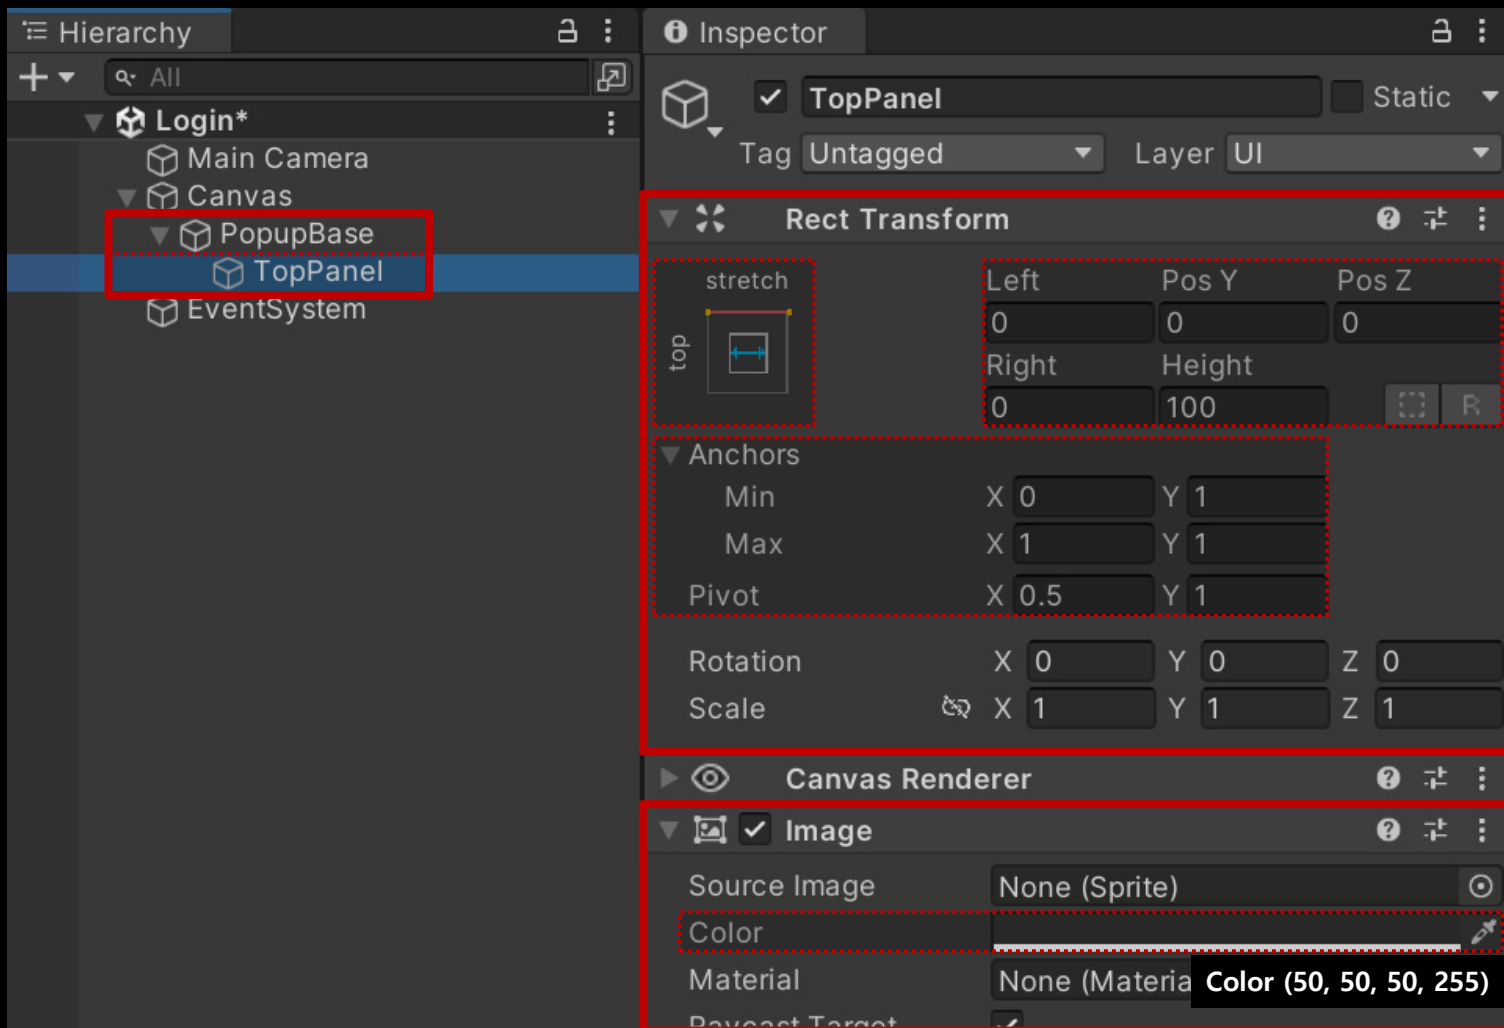 Hierarchy
All
Login*
Main Camera
Canvas
PopupBase
TopPanel
EventSystem
Inspector
TopPanel
Static
Tag Untagged Layer UI
Rect Transform
stretch
top
Left Pos Y Pos Z
0 0 0
Right Height
0 100 R
Anchors
Min X 0 Y 1
Max X 1 Y 1
Pivot X 0.5 Y 1
Rotation X 0 Y 0 Z 0
Scale X 1 Y 1 Z 1
Canvas Renderer
Image
Source Image None (Sprite)
Color
Material None (Materia
Color (50, 50, 50, 255)
Raycast Target